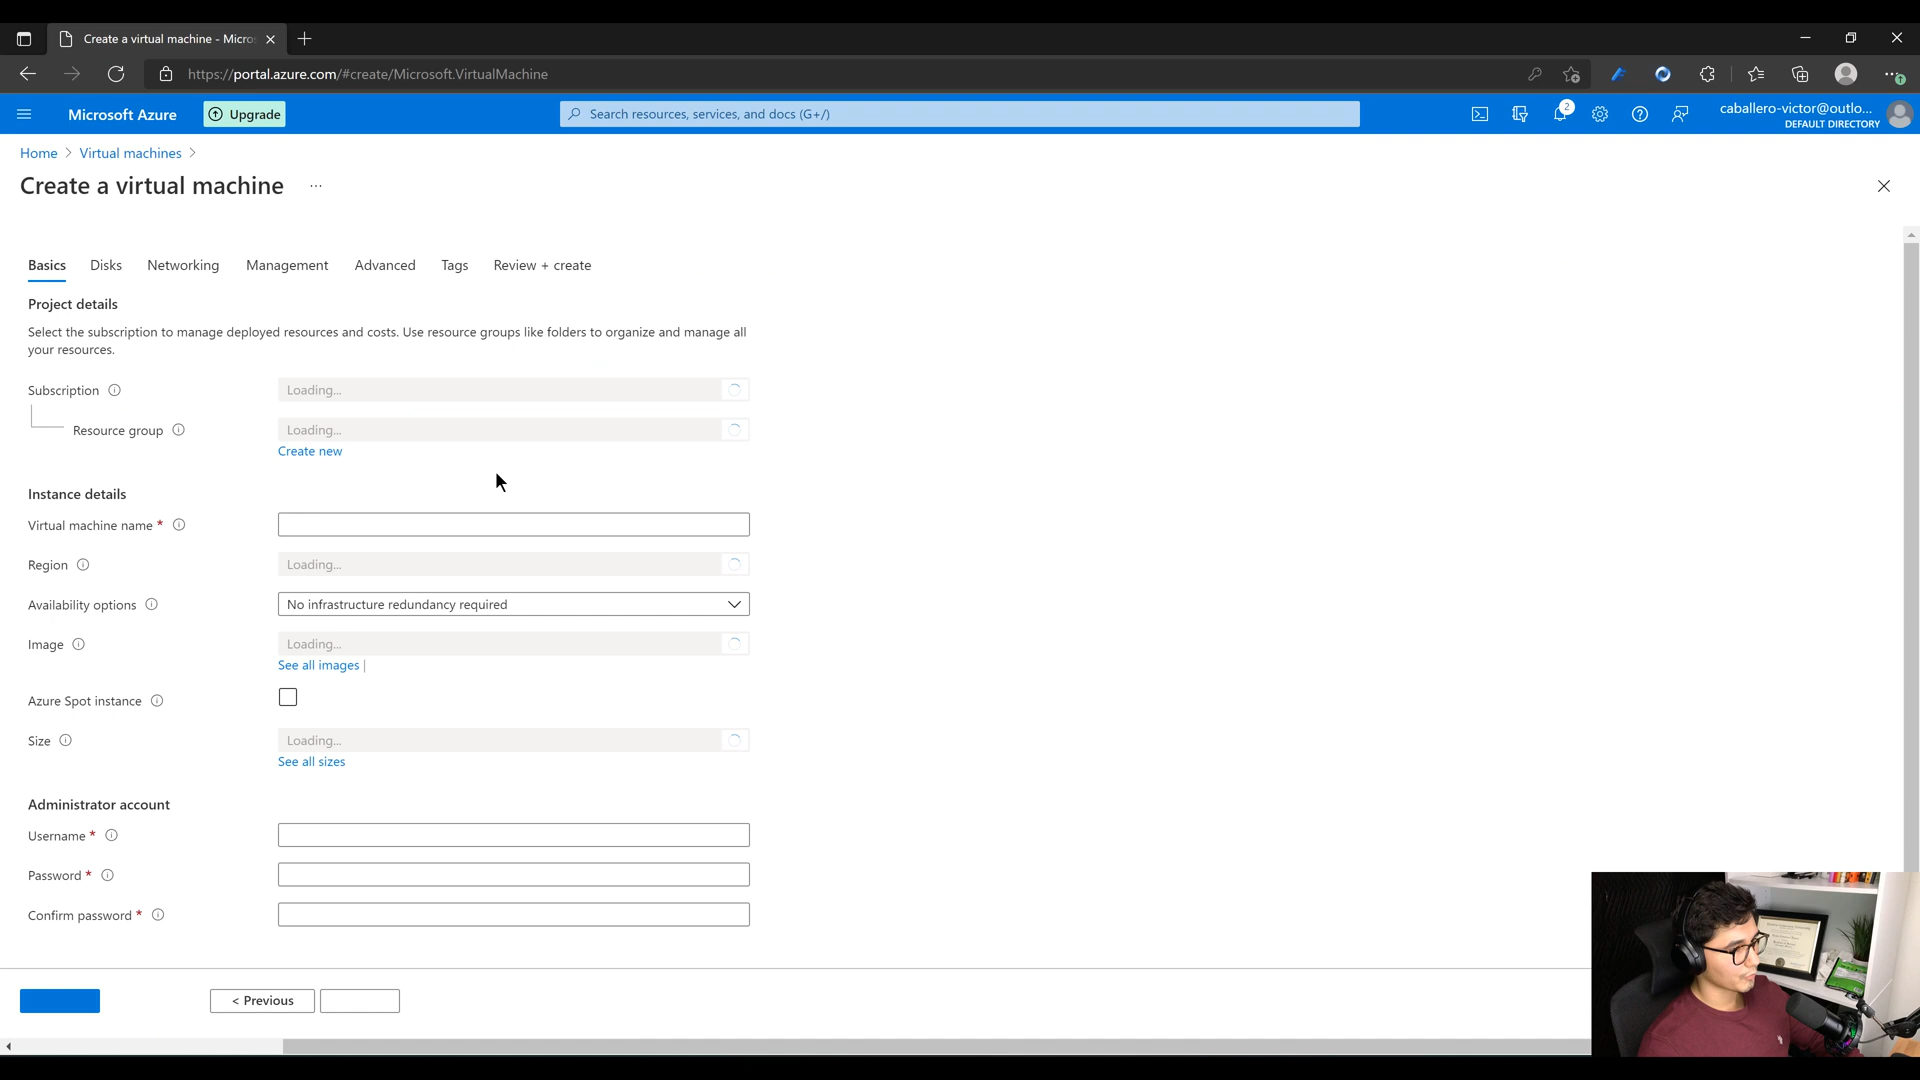 Create a virtual machine - Micros
https://portal.azure.com/#create/Microsoft.VirtualMachine
Microsoft Azure
Upgrade
Search resources, services, and docs (G+/)
2
caballero-victor@outlo...
DEFAULT DIRECTORY
Home > Virtual machines >
Create a virtual machine ...
Basics Disks Networking Management Advanced Tags Review + create
Project details
Select the subscription to manage deployed resources and costs. Use resource groups like folders to organize and manage all
your resources.
Subscription
Loading...
Resource group
Loading...
Create new
Instance details
Virtual machine name *
Region
Loading...
Availability options
No infrastructure redundancy required
Image
Loading...
See all images |
Azure Spot instance
Size
Loading...
See all sizes
Administrator account
Username *
Password *
Confirm password *
< Previous